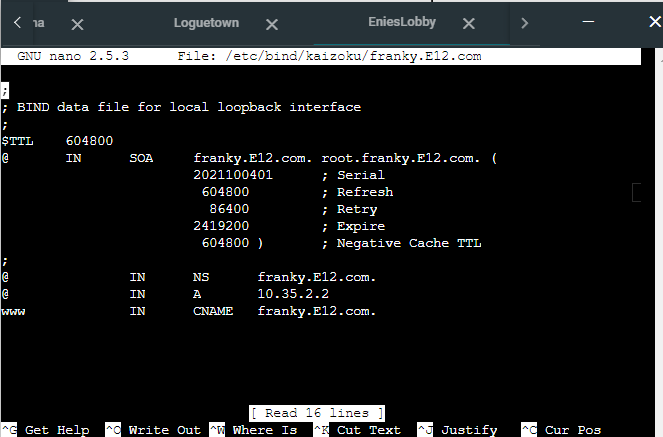 na × Loguetown × EniesLobby ×
GNU nano 2.5.3 File: /etc/bind/kaizoku/franky.E12.com
;
; BIND data file for local loopback interface
;
$TTL 604800
@ IN SOA franky.E12.com. root.franky.E12.com. (
2021100401 ; Serial
604800 ; Refresh
86400 ; Retry
2419200 ; Expire
604800 ) ; Negative Cache TTL
;
@ IN NS franky.E12.com.
@ IN A 10.35.2.2
www IN CNAME franky.E12.com.
[ Read 16 lines ]
^G Get Help ^O Write Out ^W Where Is ^K Cut Text ^J Justify ^C Cur Pos